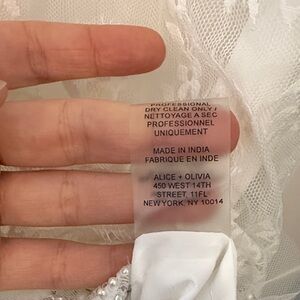 PROFESSIONAL
DRY CLEAN ONLY /
NETTOYAGE A SEC
PROFESSIONNEL
UNIQUEMENT
MADE IN INDIA
FABRIQUE EN INDE
ALICE + OLIVIA
450 WEST 14TH
STREET, 11FL
NEW YORK, NY 10014